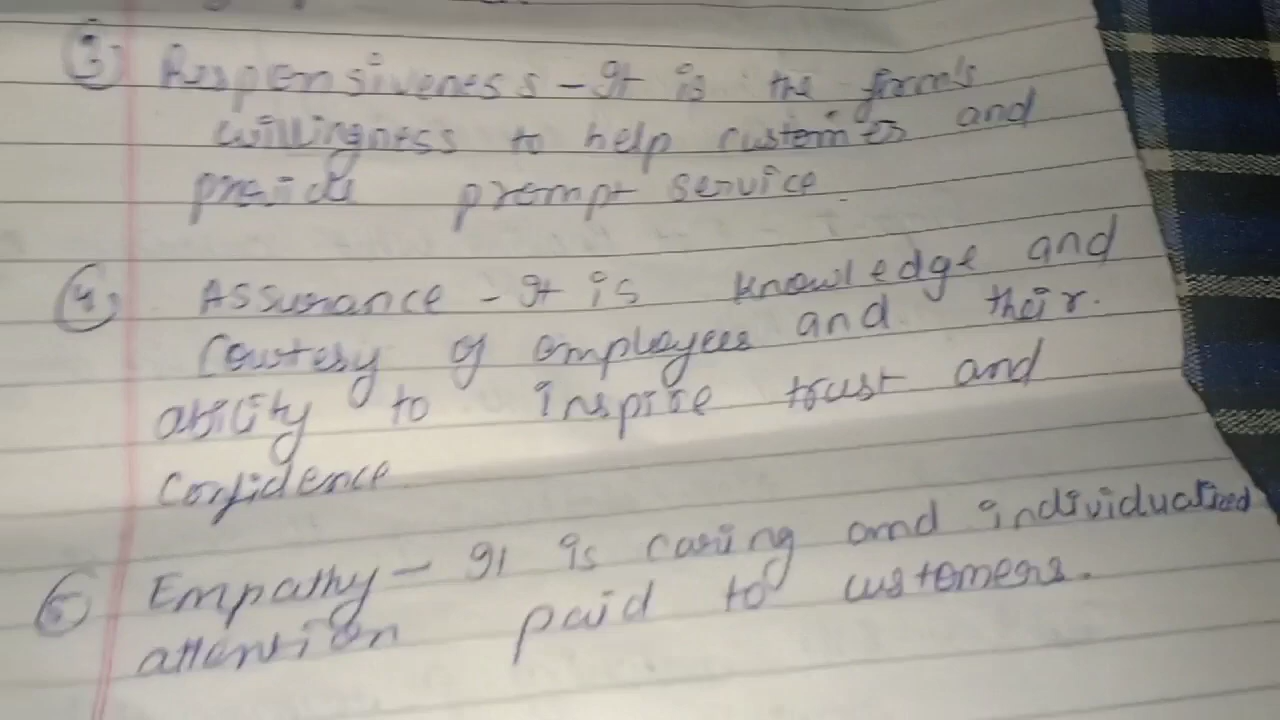 ③ Responsiveness - It is the firm's
willingness to help customers and
provide prompt service
④ Assurance - It is knowledge and
Courtesy of employees and their
ability to inspire trust and
Confidence
⑤ Empathy - It is caring and individualized
attention paid to customers.